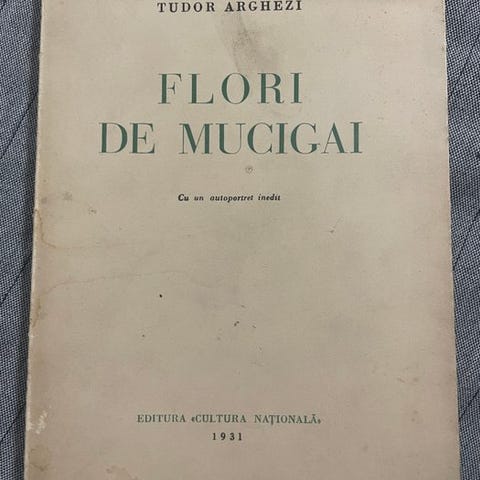 TUDOR ARGHEZI
FLORI
DE MUCIGAI
Cu un autoportret inedit
EDITURA «CULTURA NAȚIONALĂ»
1931